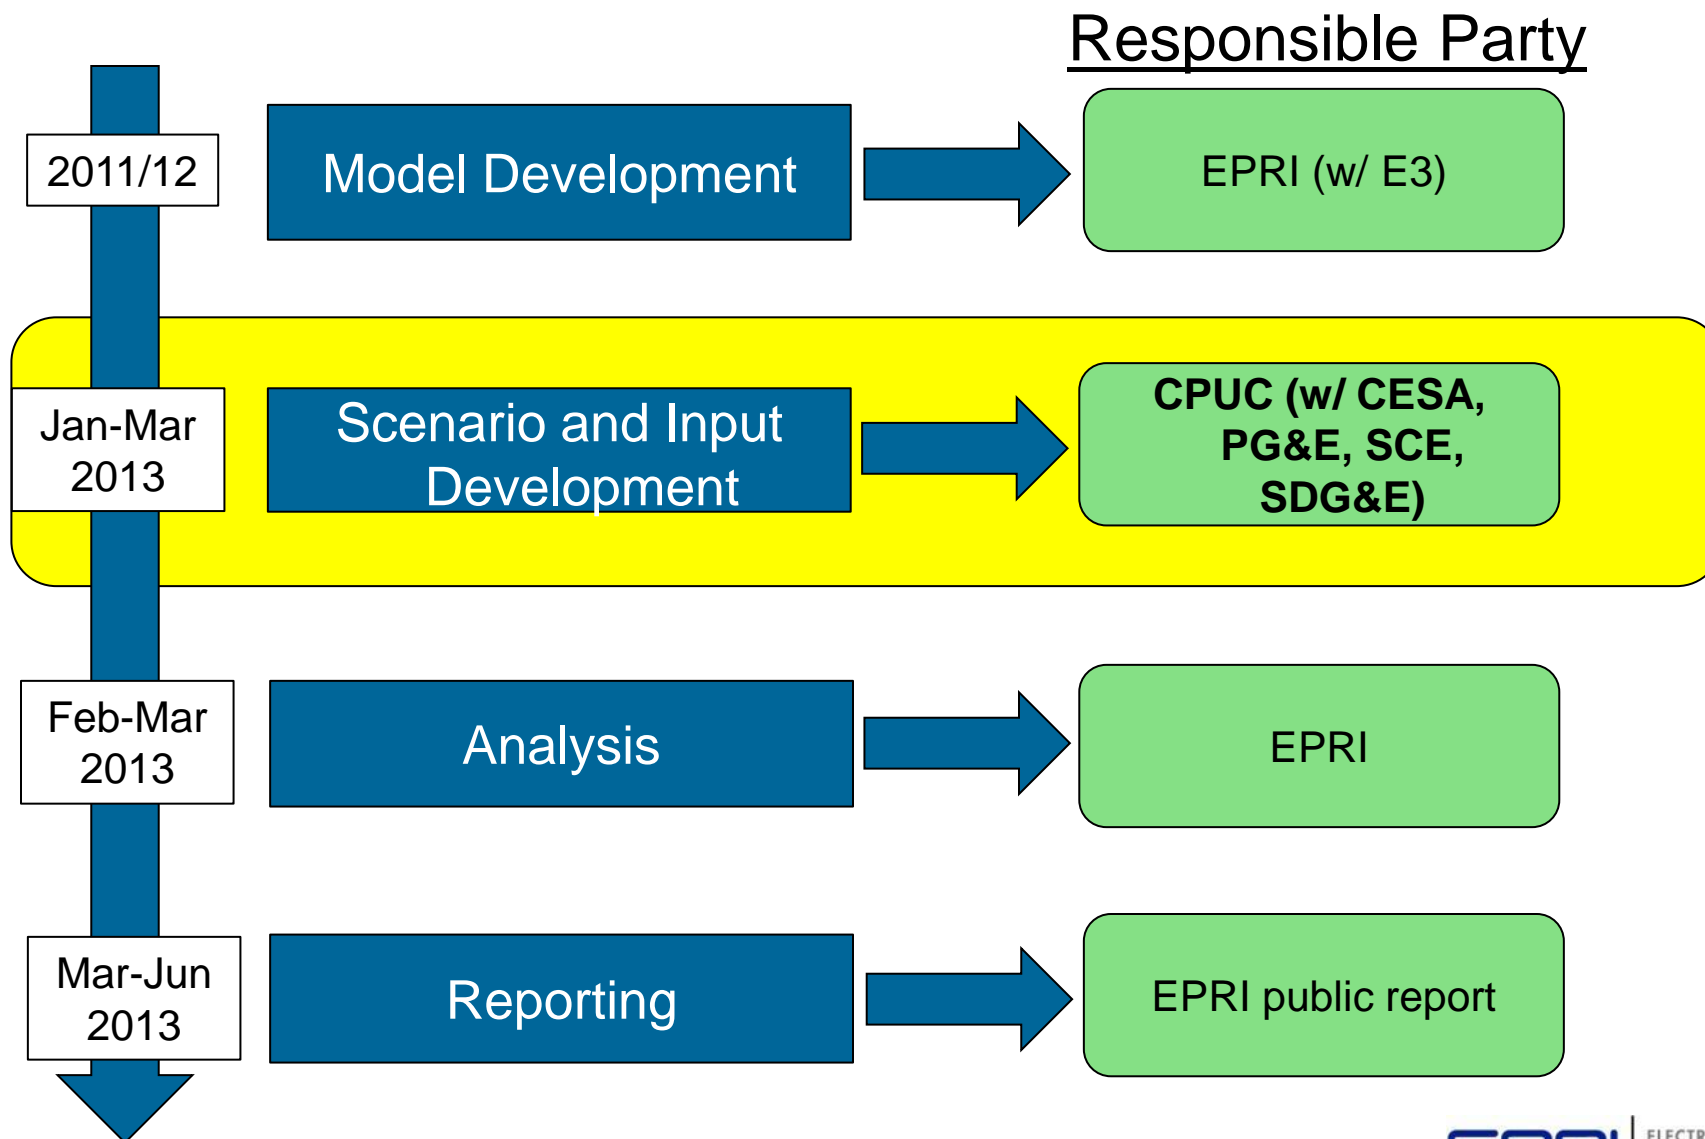 Responsible Party
2011/12
Model Development
EPRI (w/ E3)
Jan-Mar
2013
Scenario and Input
Development
CPUC (w/ CESA,
PG&E, SCE,
SDG&E)
Feb-Mar
2013
Analysis
EPRI
Mar-Jun
2013
Reporting
EPRI public report